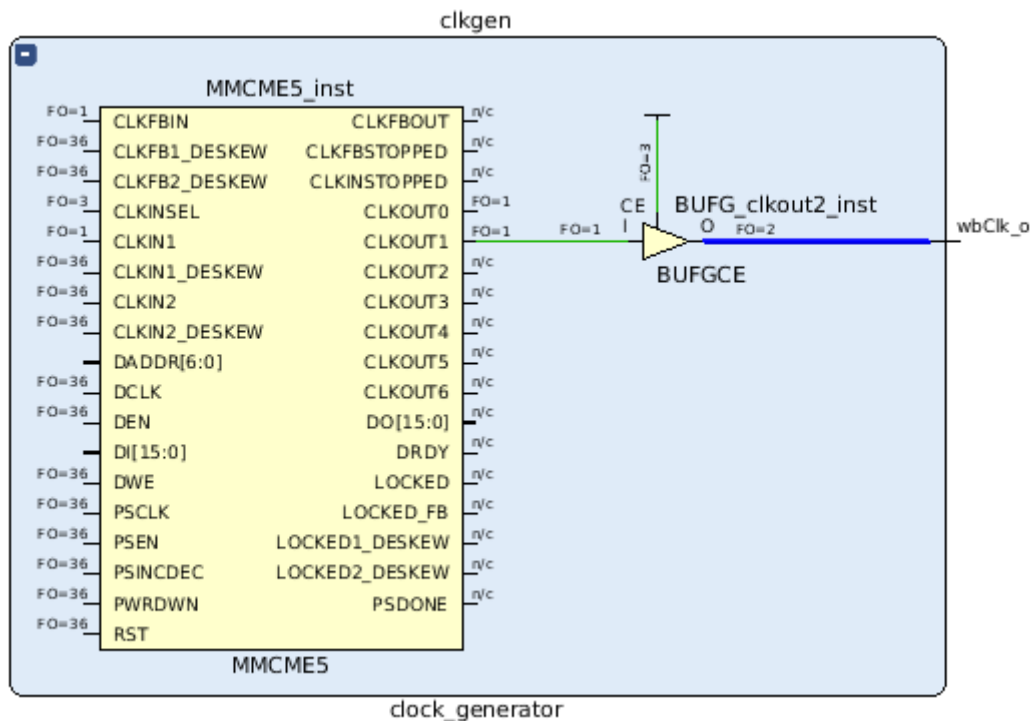 clkgen
MMCME5_inst
FO=1 CLKFBIN CLKFBOUT n/c
FO=36 CLKFB1_DESKEW CLKFBSTOPPED n/c
FO=36 CLKFB2_DESKEW CLKINSTOPPED n/c
FO=3 CLKINSEL CLKOUT0 FO=1
FO=1 CLKIN1 CLKOUT1 FO=1
FO=36 CLKIN1_DESKEW CLKOUT2 n/c
FO=36 CLKIN2 CLKOUT3 n/c
FO=36 CLKIN2_DESKEW CLKOUT4 n/c
DADDR[6:0] CLKOUT5 n/c
FO=36 DCLK CLKOUT6 n/c
FO=36 DEN DO[15:0] n/c
DI[15:0] DRDY n/c
FO=36 DWE LOCKED n/c
FO=36 PSCLK LOCKED_FB n/c
FO=36 PSEN LOCKED1_DESKEW n/c
FO=36 PSINCDEC LOCKED2_DESKEW n/c
FO=36 PWRDWN PSDONE n/c
FO=36 RST
MMCME5
FO=3
CE BUFG_clkout2_inst
FO=1 I O FO=2 wbClk_o
BUFGCE
clock_generator